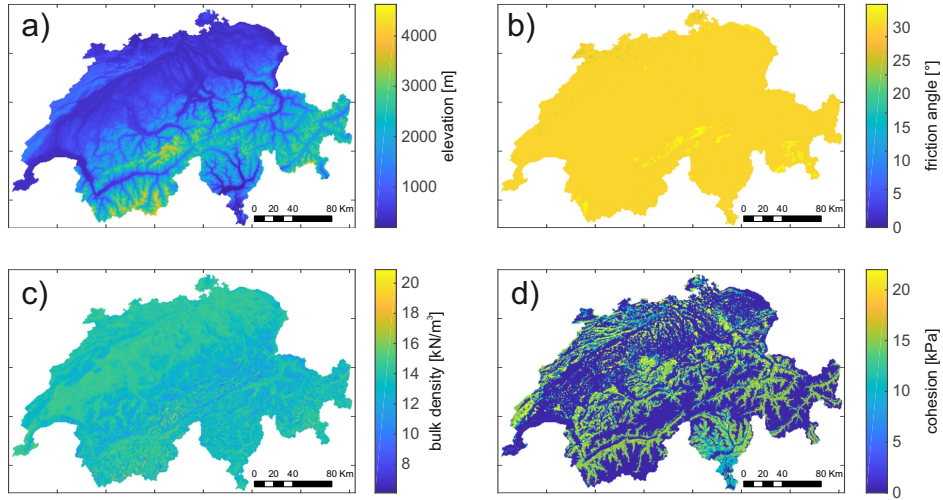 a)
4000
3000
2000
1000
elevation [m]
0 20 40 80 Km
b)
30
25
20
15
10
5
0
friction angle [°]
0 20 40 80 Km
c)
20
18
16
14
12
10
8
bulk density [kN/m³]
0 20 40 80 Km
d)
20
15
10
5
0
cohesion [kPa]
0 20 40 80 Km